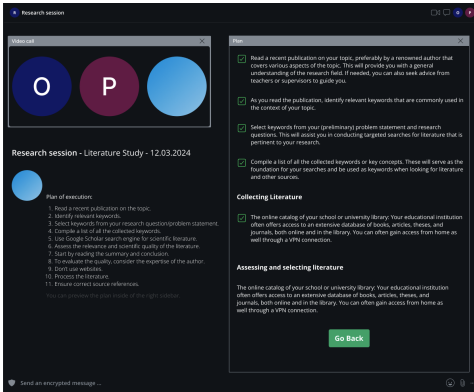 R Research session
O P
Video call
O P
Research session - Literature Study - 12.03.2024
Plan of execution:
1. Read a recent publication on the topic.
2. Identify relevant keywords.
3. Select keywords from your research question/problem statement.
4. Compile a list of all the collected keywords.
5. Use Google Scholar search engine for scientific literature.
6. Assess the relevance and scientific quality of the literature.
7. Start by reading the summary and conclusion.
8. To evaluate the quality, consider the expertise of the author.
9. Don't use websites.
10. Process the literature.
11. Ensure correct source references.
You can preview the plan inside of the right sidebar.
Send an encrypted message ...
Plan
Read a recent publication on your topic, preferably by a renowned author that
covers various aspects of the topic. This will provide you with a general
understanding of the research field. If needed, you can also seek advice from
teachers or supervisors to guide you.
As you read the publication, identify relevant keywords that are commonly used in
the context of your topic.
Select keywords from your (preliminary) problem statement and research
questions. This will assist you in conducting targeted searches for literature that is
pertinent to your research.
Compile a list of all the collected keywords or key concepts. These will serve as the
foundation for your searches and be used as keywords when looking for literature
and other sources.
Collecting Literature
The online catalog of your school or university library: Your educational institution
often offers access to an extensive database of books, articles, theses, and
journals, both online and in the library. You can often gain access from home as
well through a VPN connection.
Assessing and selecting literature
The online catalog of your school or university library: Your educational institution
often offers access to an extensive database of books, articles, theses, and
journals, both online and in the library. You can often gain access from home as
well through a VPN connection.
Go Back